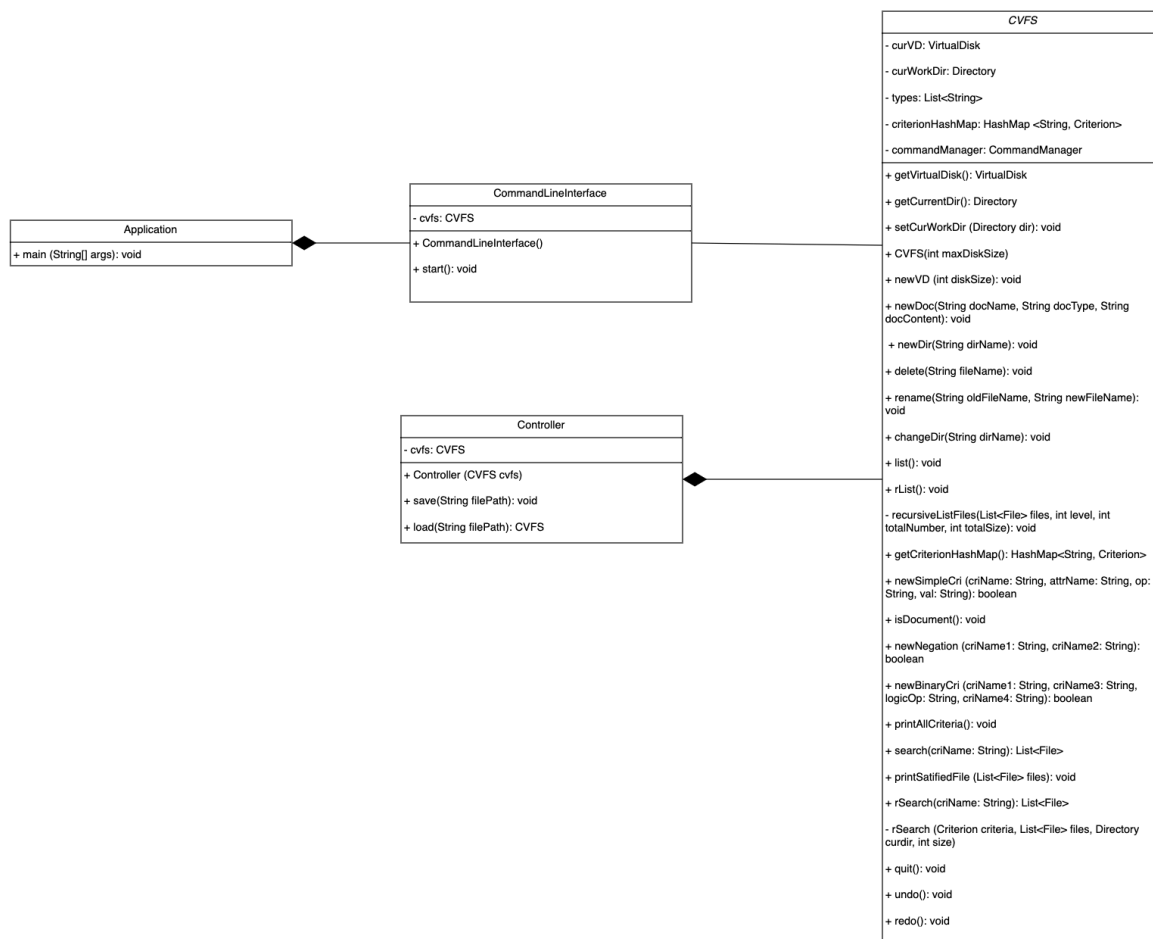 CVFS
- curVD: VirtualDisk
- curWorkDir: Directory
- types: List<String>
- criterionHashMap: HashMap <String, Criterion>
- commandManager: CommandManager
+ getVirtualDisk(): VirtualDisk
+ getCurrentDir(): Directory
+ setCurWorkDir (Directory dir): void
+ CVFS(int maxDiskSize)
+ newVD (int diskSize): void
+ newDoc(String docName, String docType, String
docContent): void
+ newDir(String dirName): void
+ delete(String fileName): void
+ rename(String oldFileName, String newFileName):
void
+ changeDir(String dirName): void
+ list(): void
+ rList(): void
- recursiveListFiles(List<File> files, int level, int
totalNumber, int totalSize): void
+ getCriterionHashMap(): HashMap<String, Criterion>
+ newSimpleCri (criName: String, attrName: String, op:
String, val: String): boolean
+ isDocument(): void
+ newNegation (criName1: String, criName2: String):
boolean
+ newBinaryCri (criName1: String, criName3: String,
logicOp: String, criName4: String): boolean
+ printAllCriteria(): void
+ search(criName: String): List<File>
+ printSatifiedFile (List<File> files): void
+ rSearch(criName: String): List<File>
- rSearch (Criterion criteria, List<File> files, Directory
curdir, int size)
+ quit(): void
+ undo(): void
+ redo(): void
CommandLineInterface
- cvfs: CVFS
+ CommandLineInterface()
+ start(): void
Application
+ main (String[] args): void
Controller
- cvfs: CVFS
+ Controller (CVFS cvfs)
+ save(String filePath): void
+ load(String filePath): CVFS